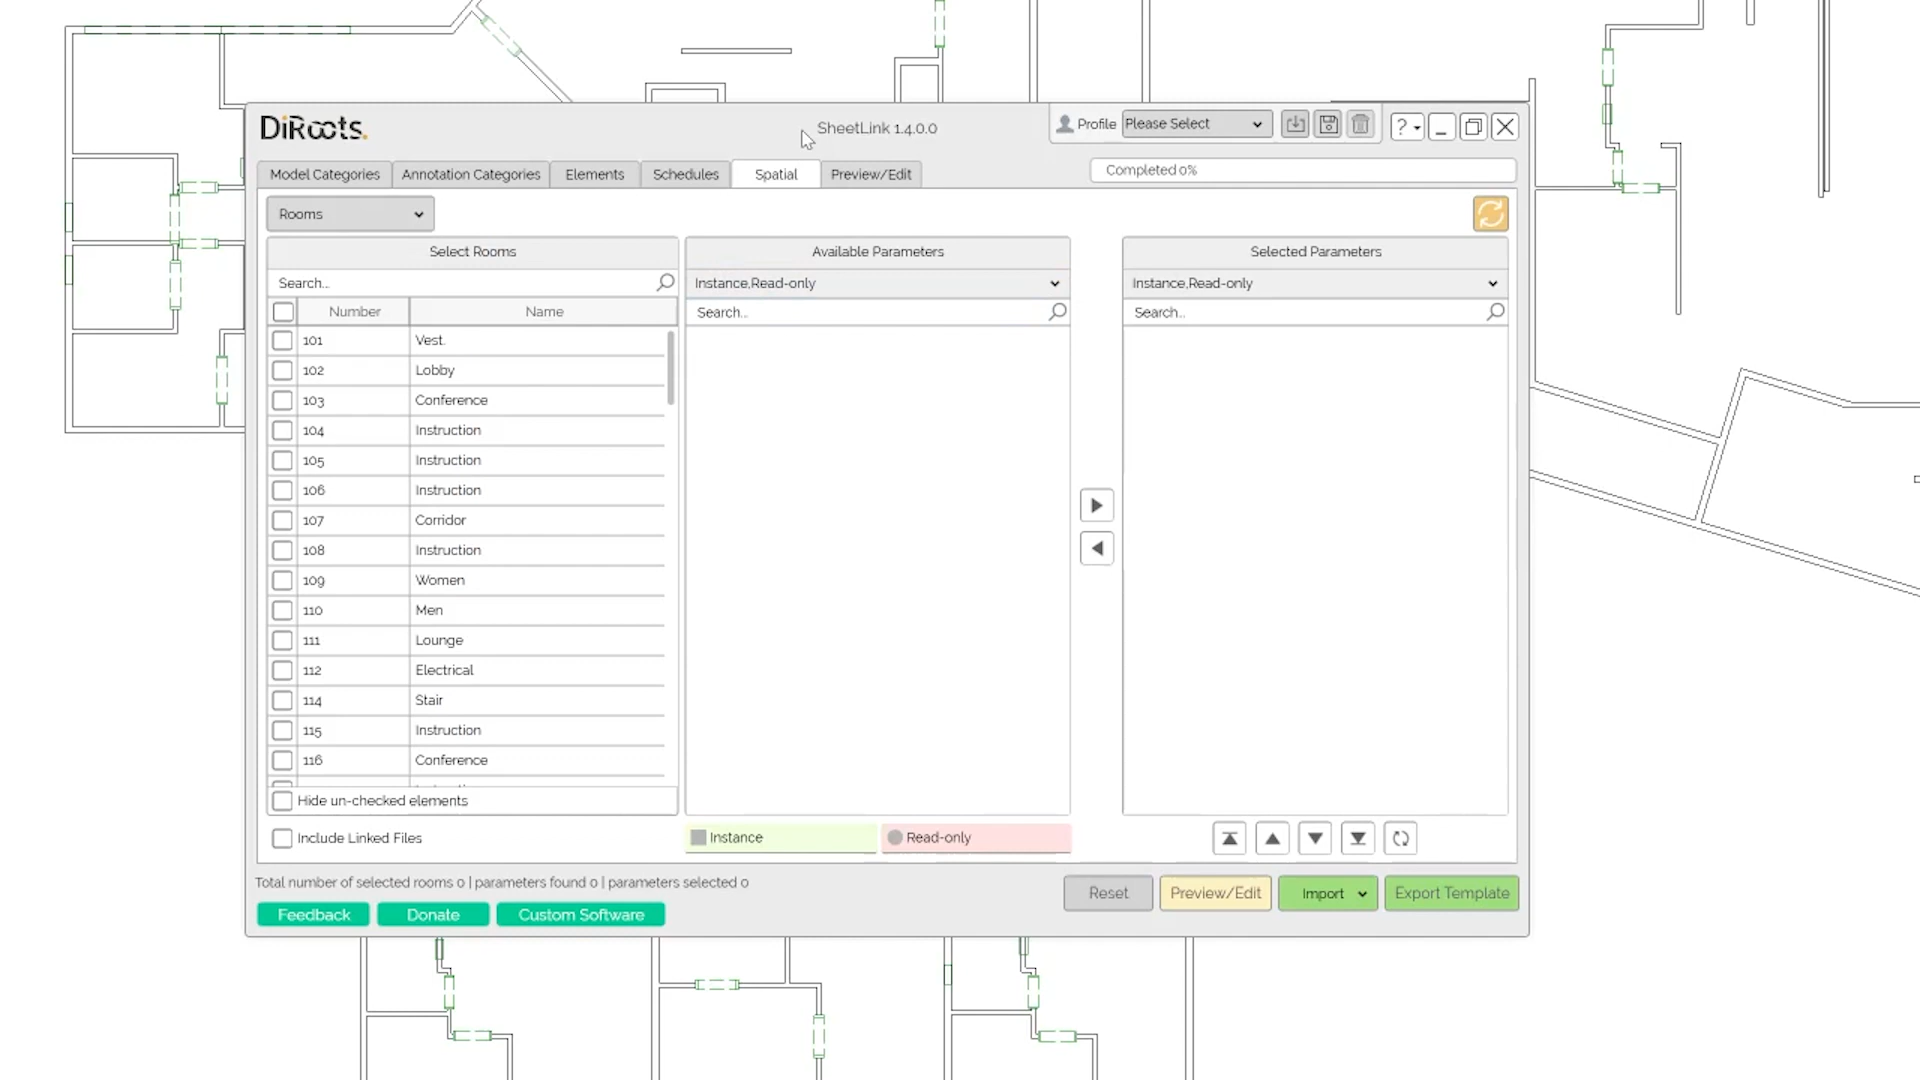 DiRoots.
SheetLink 1.4.0.0
Profile
Please Select
?
Model Categories
Annotation Categories
Elements
Schedules
Spatial
Preview/Edit
Completed 0%
Rooms
Select Rooms
Available Parameters
Selected Parameters
Search...
Instance,Read-only
Instance,Read-only
Search...
Search...
Number
Name
101
Vest.
102
Lobby
103
Conference
104
Instruction
105
Instruction
106
Instruction
107
Corridor
108
Instruction
109
Women
110
Men
111
Lounge
112
Electrical
114
Stair
115
Instruction
116
Conference
Hide un-checked elements
Include Linked Files
Instance
Read-only
Total number of selected rooms 0 | parameters found 0 | parameters selected 0
Reset
Preview/Edit
Import
Export Template
Feedback
Donate
Custom Software